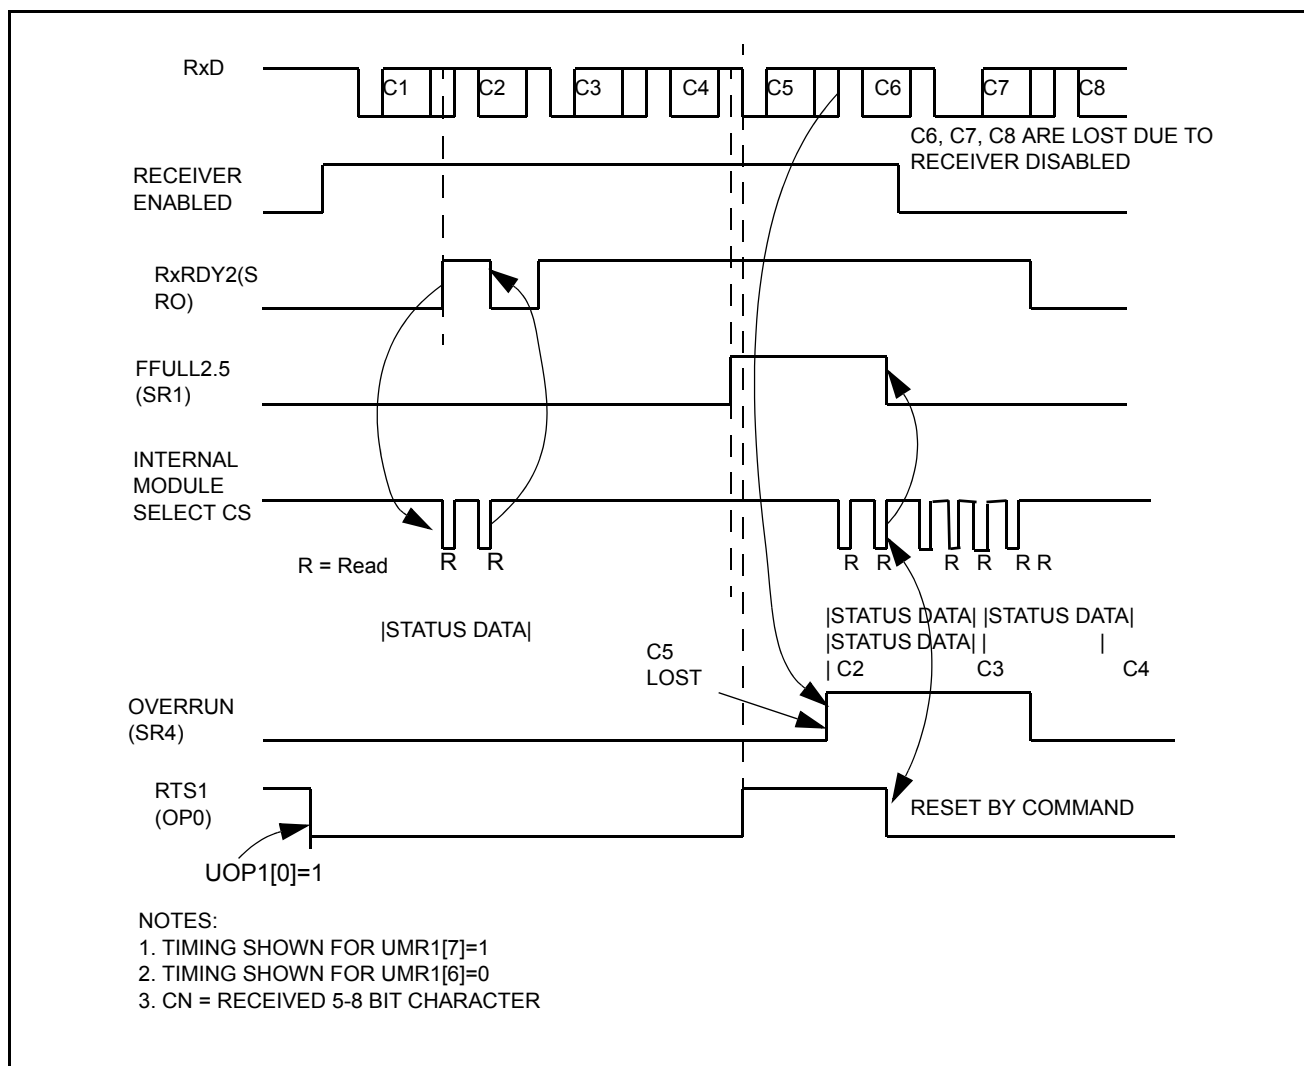 RxD
C1 C2 C3 C4 C5 C6 C7 C8
C6, C7, C8 ARE LOST DUE TO
RECEIVER DISABLED
RECEIVER
ENABLED
RxRDY2(S
RO)
FFULL2.5
(SR1)
INTERNAL
MODULE
SELECT CS
R = Read
R R R R R R R R
|STATUS DATA|
|STATUS DATA| |STATUS DATA|
|STATUS DATA| | |
| C2 C3 C4
C5
LOST
OVERRUN
(SR4)
RTS1
(OP0)
RESET BY COMMAND
UOP1[0]=1
NOTES:
1. TIMING SHOWN FOR UMR1[7]=1
2. TIMING SHOWN FOR UMR1[6]=0
3. CN = RECEIVED 5-8 BIT CHARACTER